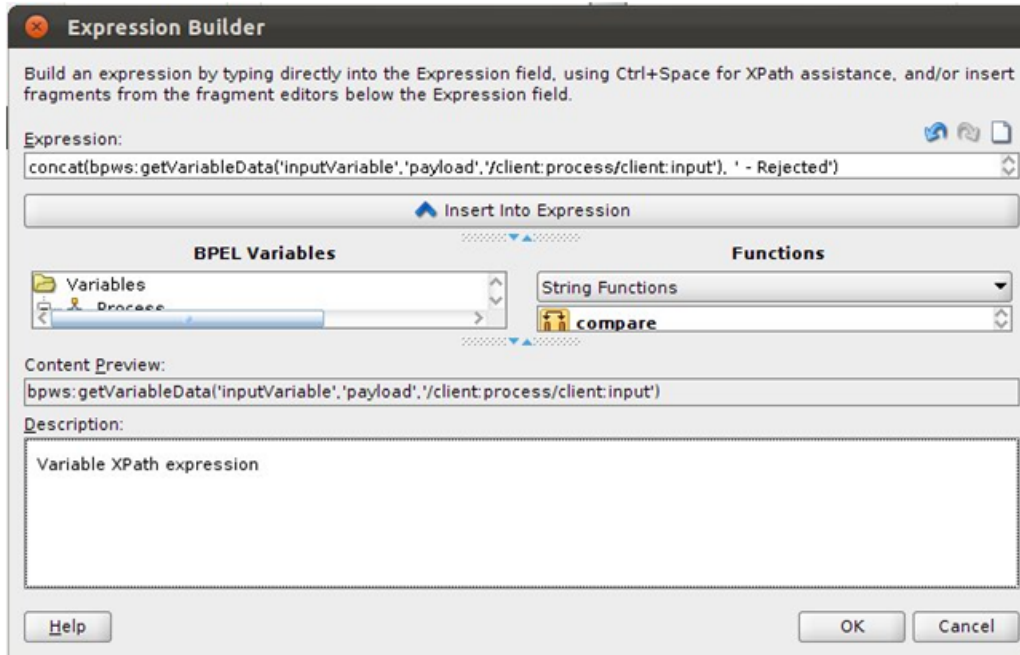 Expression Builder
Build an expression by typing directly into the Expression field, using Ctrl+Space for XPath assistance, and/or insert
fragments from the fragment editors below the Expression field.
Expression:
concat(bpws:getVariableData('inputVariable','payload','/client:process/client:input'), ' - Rejected')
Insert Into Expression
BPEL Variables
Functions
Variables
Process
String Functions
compare
Content Preview:
bpws:getVariableData('inputVariable','payload','/client:process/client:input')
Description:
Variable XPath expression
Help
OK
Cancel